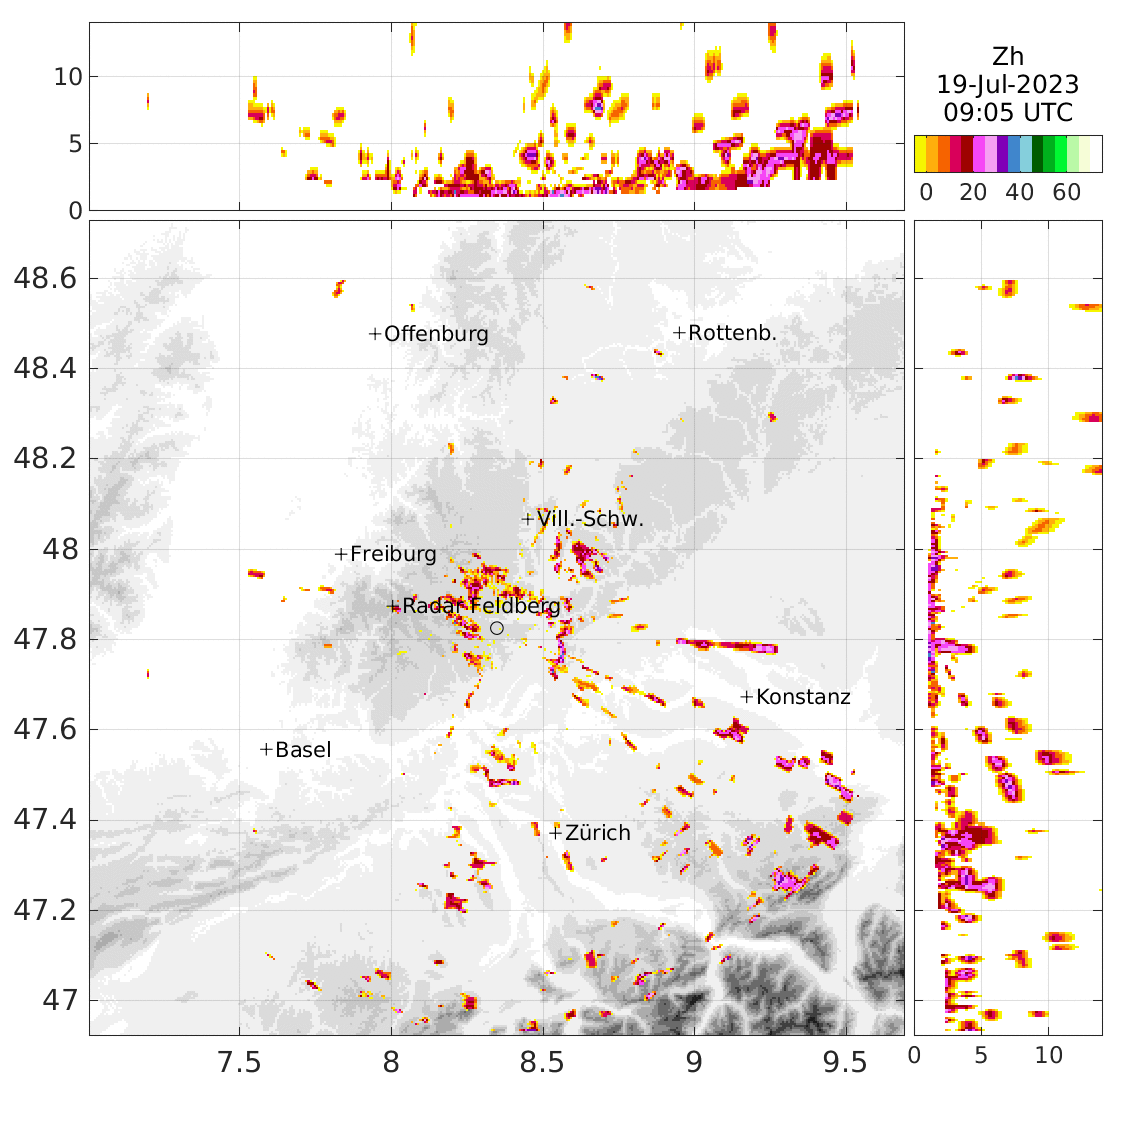 10
5
0
Zh
19-Jul-2023
09:05 UTC
0 20 40 60
48.6
48.4
48.2
48
47.8
47.6
47.4
47.2
47
Offenburg
Rottenb.
Vill.-Schw.
Freiburg
Radar Feldberg
Konstanz
Basel
Zürich
7.5 8 8.5 9 9.5
0 5 10